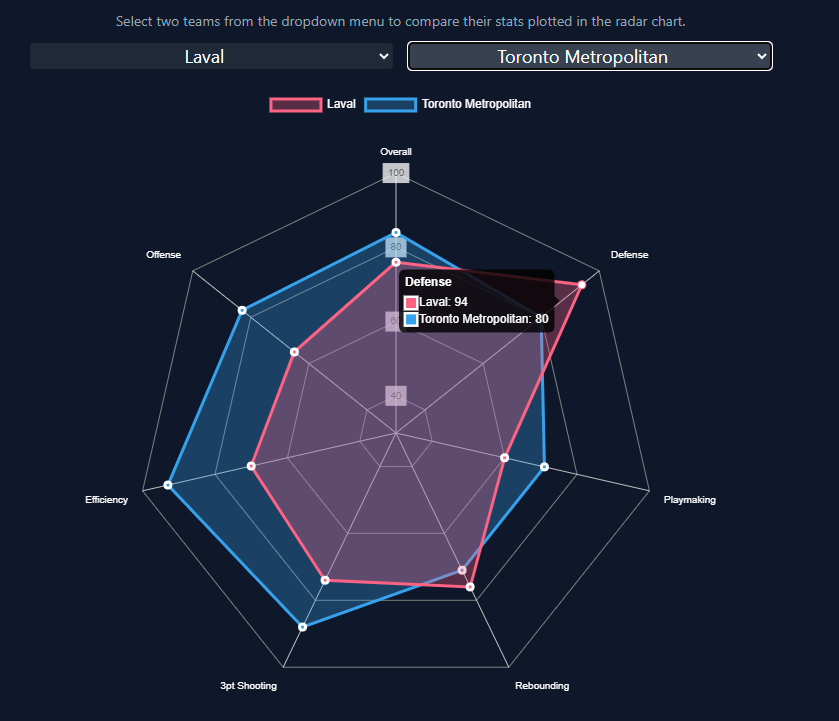 Select two teams from the dropdown menu to compare their stats plotted in the radar chart.
Laval Toronto Metropolitan
Laval Toronto Metropolitan
Overall
100
Offense Defense
80
Defense
Laval: 94
60
Toronto Metropolitan: 80
40
Efficiency Playmaking
3pt Shooting Rebounding